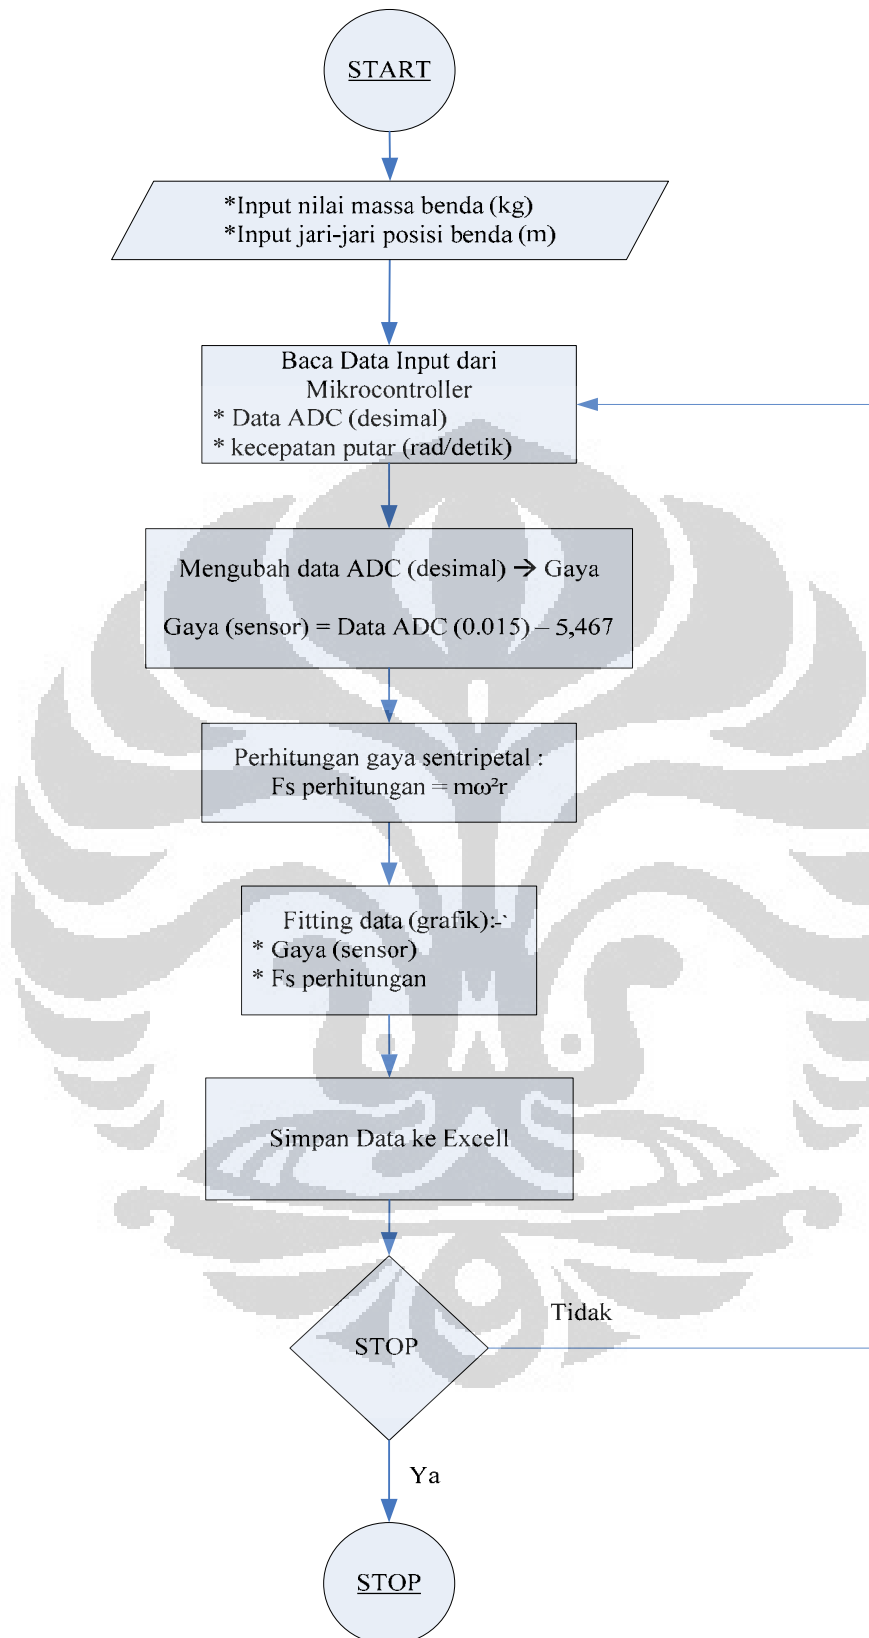 START
*Input nilai massa benda (kg)
*Input jari-jari posisi benda (m)
Baca Data Input dari
Mikrocontroller
* Data ADC (desimal)
* kecepatan putar (rad/detik)
Mengubah data ADC (desimal) → Gaya
Gaya (sensor) = Data ADC (0.015) – 5,467
Perhitungan gaya sentripetal :
Fs perhitungan = mω²r
Fitting data (grafik):-`
* Gaya (sensor)
* Fs perhitungan
Simpan Data ke Excell
Tidak
STOP
Ya
STOP